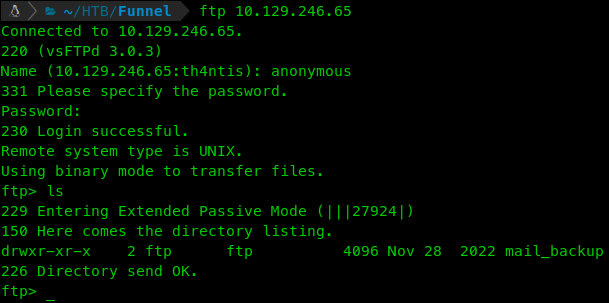 ~/HTB/Funnel ftp 10.129.246.65
Connected to 10.129.246.65.
220 (vsFTPd 3.0.3)
Name (10.129.246.65:th4ntis): anonymous
331 Please specify the password.
Password:
230 Login successful.
Remote system type is UNIX.
Using binary mode to transfer files.
ftp> ls
229 Entering Extended Passive Mode (|||27924|)
150 Here comes the directory listing.
drwxr-xr-x    2 ftp      ftp          4096 Nov 28  2022 mail_backup
226 Directory send OK.
ftp> _